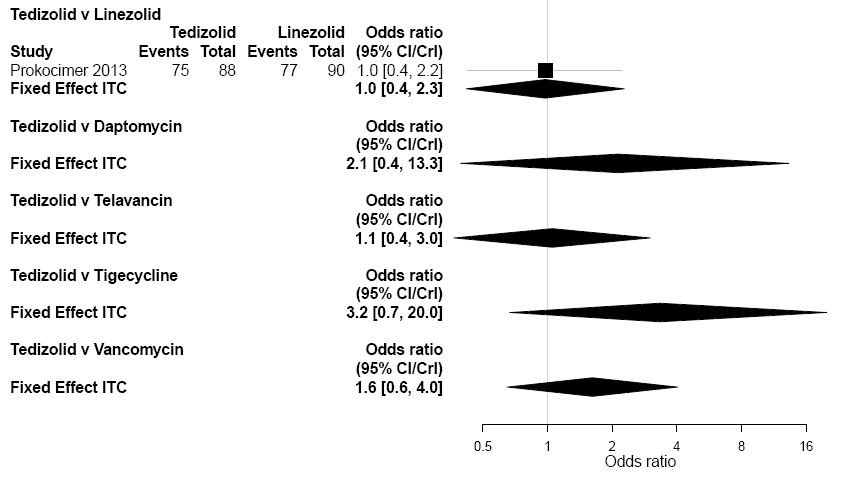 Tedizolid v Linezolid
Tedizolid Linezolid Odds ratio
Study Events Total Events Total (95% CI/CrI)
Prokocimer 2013 75 88 77 90 1.0 [0.4, 2.2]
Fixed Effect ITC 1.0 [0.4, 2.3]
Tedizolid v Daptomycin Odds ratio
(95% CI/CrI)
Fixed Effect ITC 2.1 [0.4, 13.3]
Tedizolid v Telavancin Odds ratio
(95% CI/CrI)
Fixed Effect ITC 1.1 [0.4, 3.0]
Tedizolid v Tigecycline Odds ratio
(95% CI/CrI)
Fixed Effect ITC 3.2 [0.7, 20.0]
Tedizolid v Vancomycin Odds ratio
(95% CI/CrI)
Fixed Effect ITC 1.6 [0.6, 4.0]
0.5 1 2 4 8 16
Odds ratio